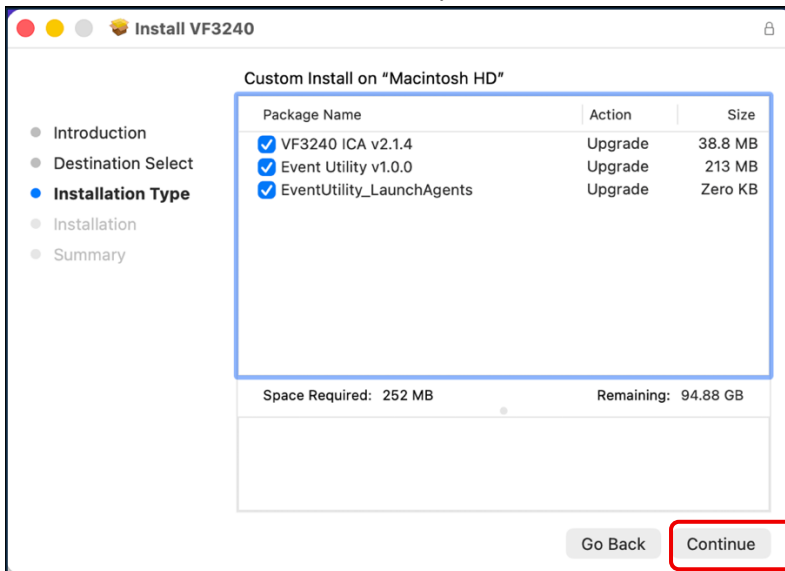 Install VF3240
Custom Install on “Macintosh HD”
Introduction
Destination Select
Installation Type
Installation
Summary
Package Name Action Size
VF3240 ICA v2.1.4 Upgrade 38.8 MB
Event Utility v1.0.0 Upgrade 213 MB
EventUtility_LaunchAgents Upgrade Zero KB
Space Required: 252 MB Remaining: 94.88 GB
Go Back Continue